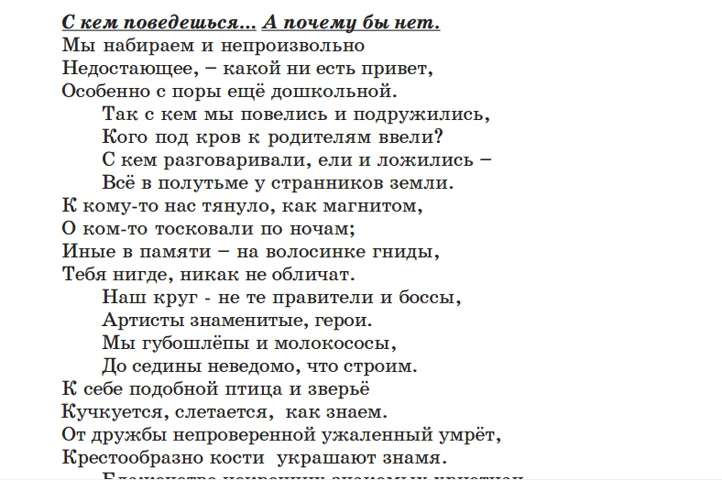 С кем поведешься... А почему бы нет.
Мы набираем и непроизвольно
Недостающее, – какой ни есть привет,
Особенно с поры ещё дошкольной.
Так с кем мы повелись и подружились,
Кого под кров к родителям ввели?
С кем разговаривали, ели и ложились –
Всё в полутьме у странников земли.
К кому-то нас тянуло, как магнитом,
О ком-то тосковали по ночам;
Иные в памяти – на волосинке гниды,
Тебя нигде, никак не обличат.
Наш круг - не те правители и боссы,
Артисты знаменитые, герои.
Мы губошлёпы и молокососы,
До седины неведомо, что строим.
К себе подобной птица и зверьё
Кучкуется, слетается, как знаем.
От дружбы непроверенной ужаленный умрёт,
Крестообразно кости украшают знамя.